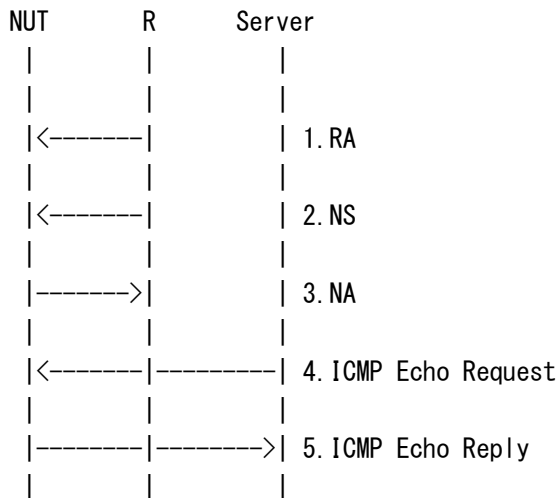 NUT R Server
| | |
| | |
|<-------| | 1.RA
| | |
|<-------| | 2.NS
| | |
|------->| | 3.NA
| | |
|<-------|---------| 4.ICMP Echo Request
| | |
|--------|-------->| 5.ICMP Echo Reply
| | |